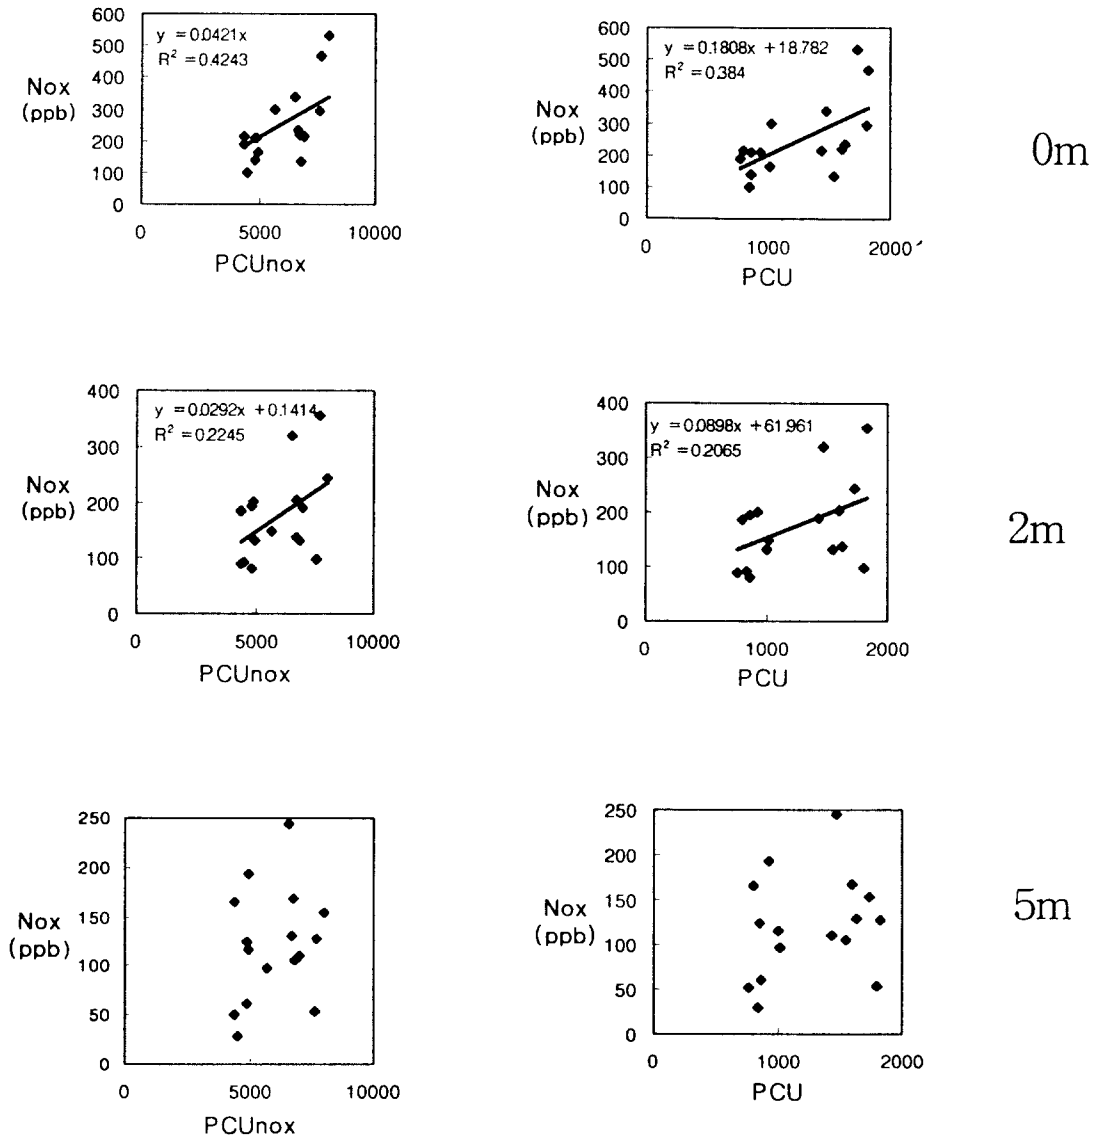 600
500
400
300
200
100
0
Nox
(ppb)
y = 0.0421x
R² = 0.4243
0 5000 10000
PCUnox
600
500
400
300
200
100
0
Nox
(ppb)
y = 0.1808x + 18.782
R² = 0.384
0 1000 2000
PCU
0m
400
300
200
100
0
Nox
(ppb)
y = 0.0292x + 0.1414
R² = 0.2245
0 5000 10000
PCUnox
400
300
200
100
0
Nox
(ppb)
y = 0.0898x + 61.961
R² = 0.2065
0 1000 2000
PCU
2m
250
200
150
100
50
0
Nox
(ppb)
0 5000 10000
PCUnox
250
200
150
100
50
0
Nox
(ppb)
0 1000 2000
PCU
5m